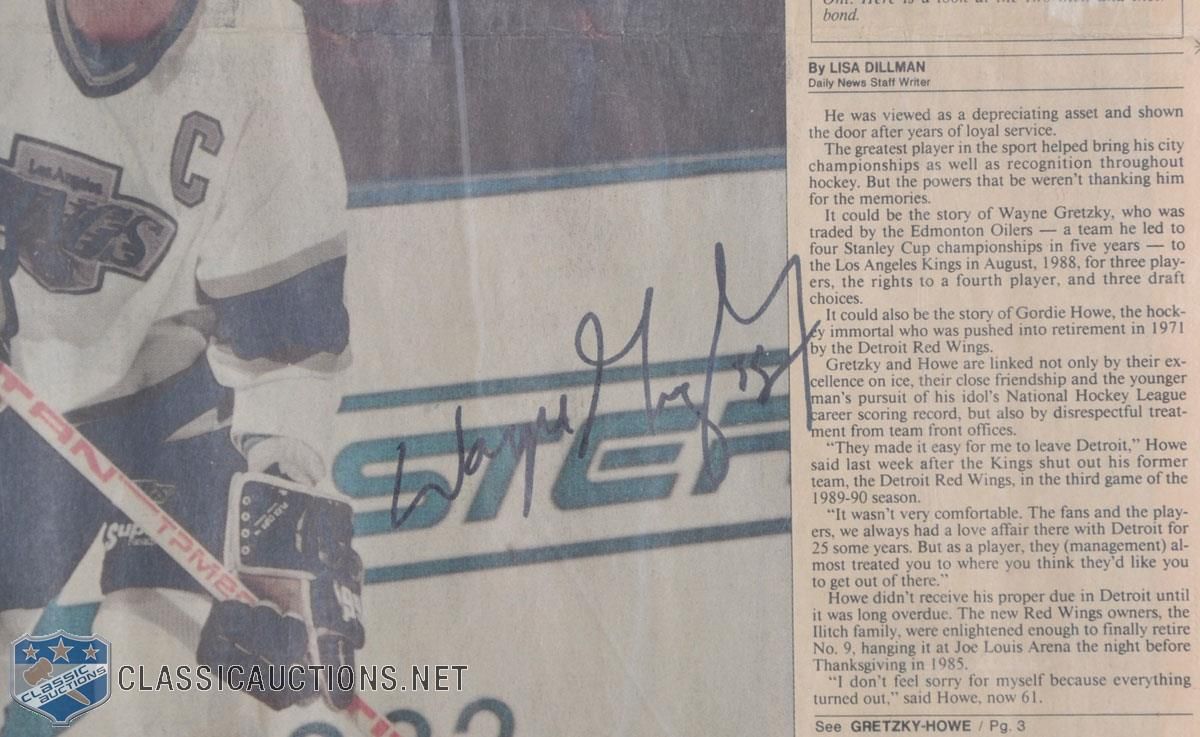 bond.
By LISA DILLMAN
Daily News Staff Writer
He was viewed as a depreciating asset and shown
the door after years of loyal service.
The greatest player in the sport helped bring his city
championships as well as recognition throughout
hockey. But the powers that be weren't thanking him
for the memories.
It could be the story of Wayne Gretzky, who was
traded by the Edmonton Oilers — a team he led to
four Stanley Cup championships in five years — to
the Los Angeles Kings in August, 1988, for three play-
ers, the rights to a fourth player, and three draft
choices.
It could also be the story of Gordie Howe, the hock-
ey immortal who was pushed into retirement in 1971
by the Detroit Red Wings.
Gretzky and Howe are linked not only by their ex-
cellence on ice, their close friendship and the younger
man's pursuit of his idol's National Hockey League
career scoring record, but also by disrespectful treat-
ment from team front offices.
"They made it easy for me to leave Detroit," Howe
said last week after the Kings shut out his former
team, the Detroit Red Wings, in the third game of the
1989-90 season.
"It wasn't very comfortable. The fans and the play-
ers, we always had a love affair there with Detroit for
25 some years. But as a player, they (management) al-
most treated you to where you think they'd like you
to get out of there."
Howe didn't receive his proper due in Detroit until
it was long overdue. The new Red Wings owners, the
Ilitch family, were enlightened enough to finally retire
No. 9, hanging it at Joe Louis Arena the night before
Thanksgiving in 1985.
"I don't feel sorry for myself because everything
turned out," said Howe, now 61.
See GRETZKY-HOWE / Pg. 3
C
Los Angeles
KINGS
Wayne Gretzky
STEA
TITAN TPM
99
CLASSIC
AUCTIONS
CLASSICAUCTIONS.NET